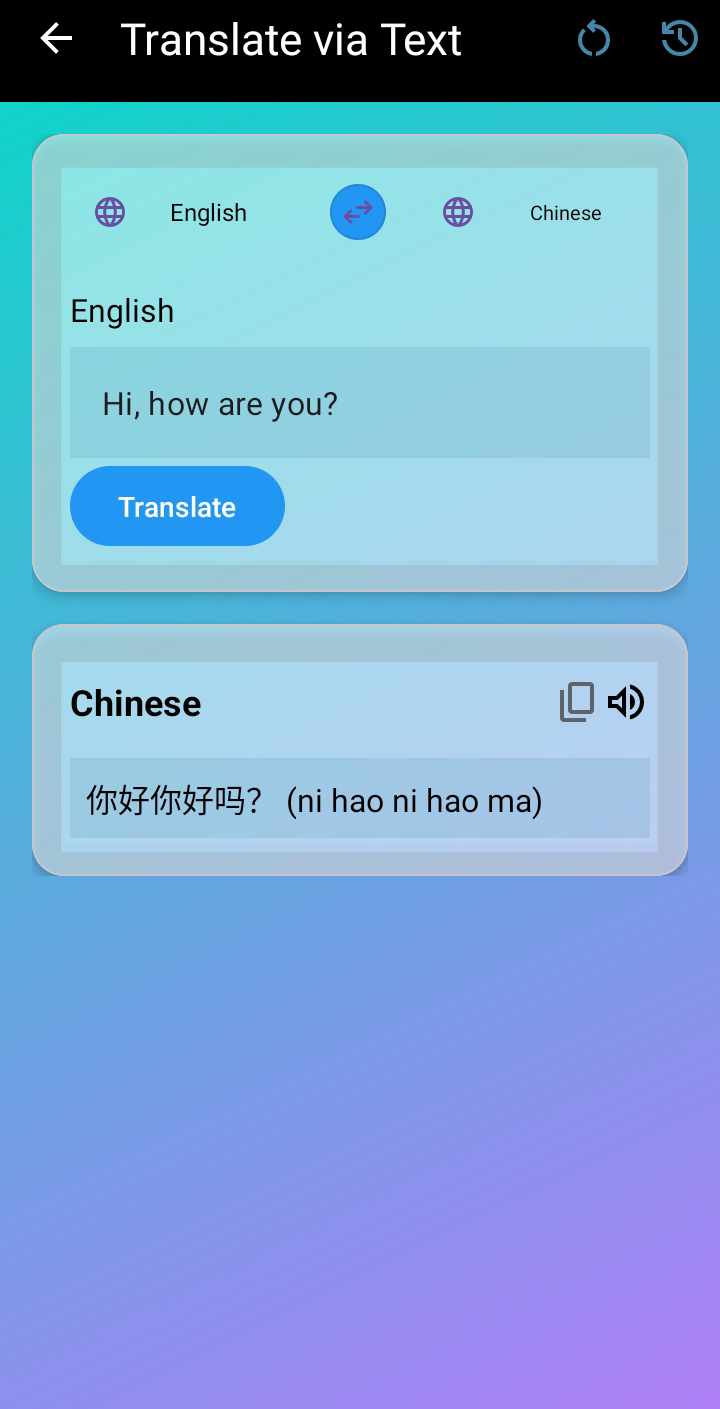 Translate via Text
English
Chinese
English
Hi, how are you?
Translate
Chinese
你好你好吗？ (ni hao ni hao ma)